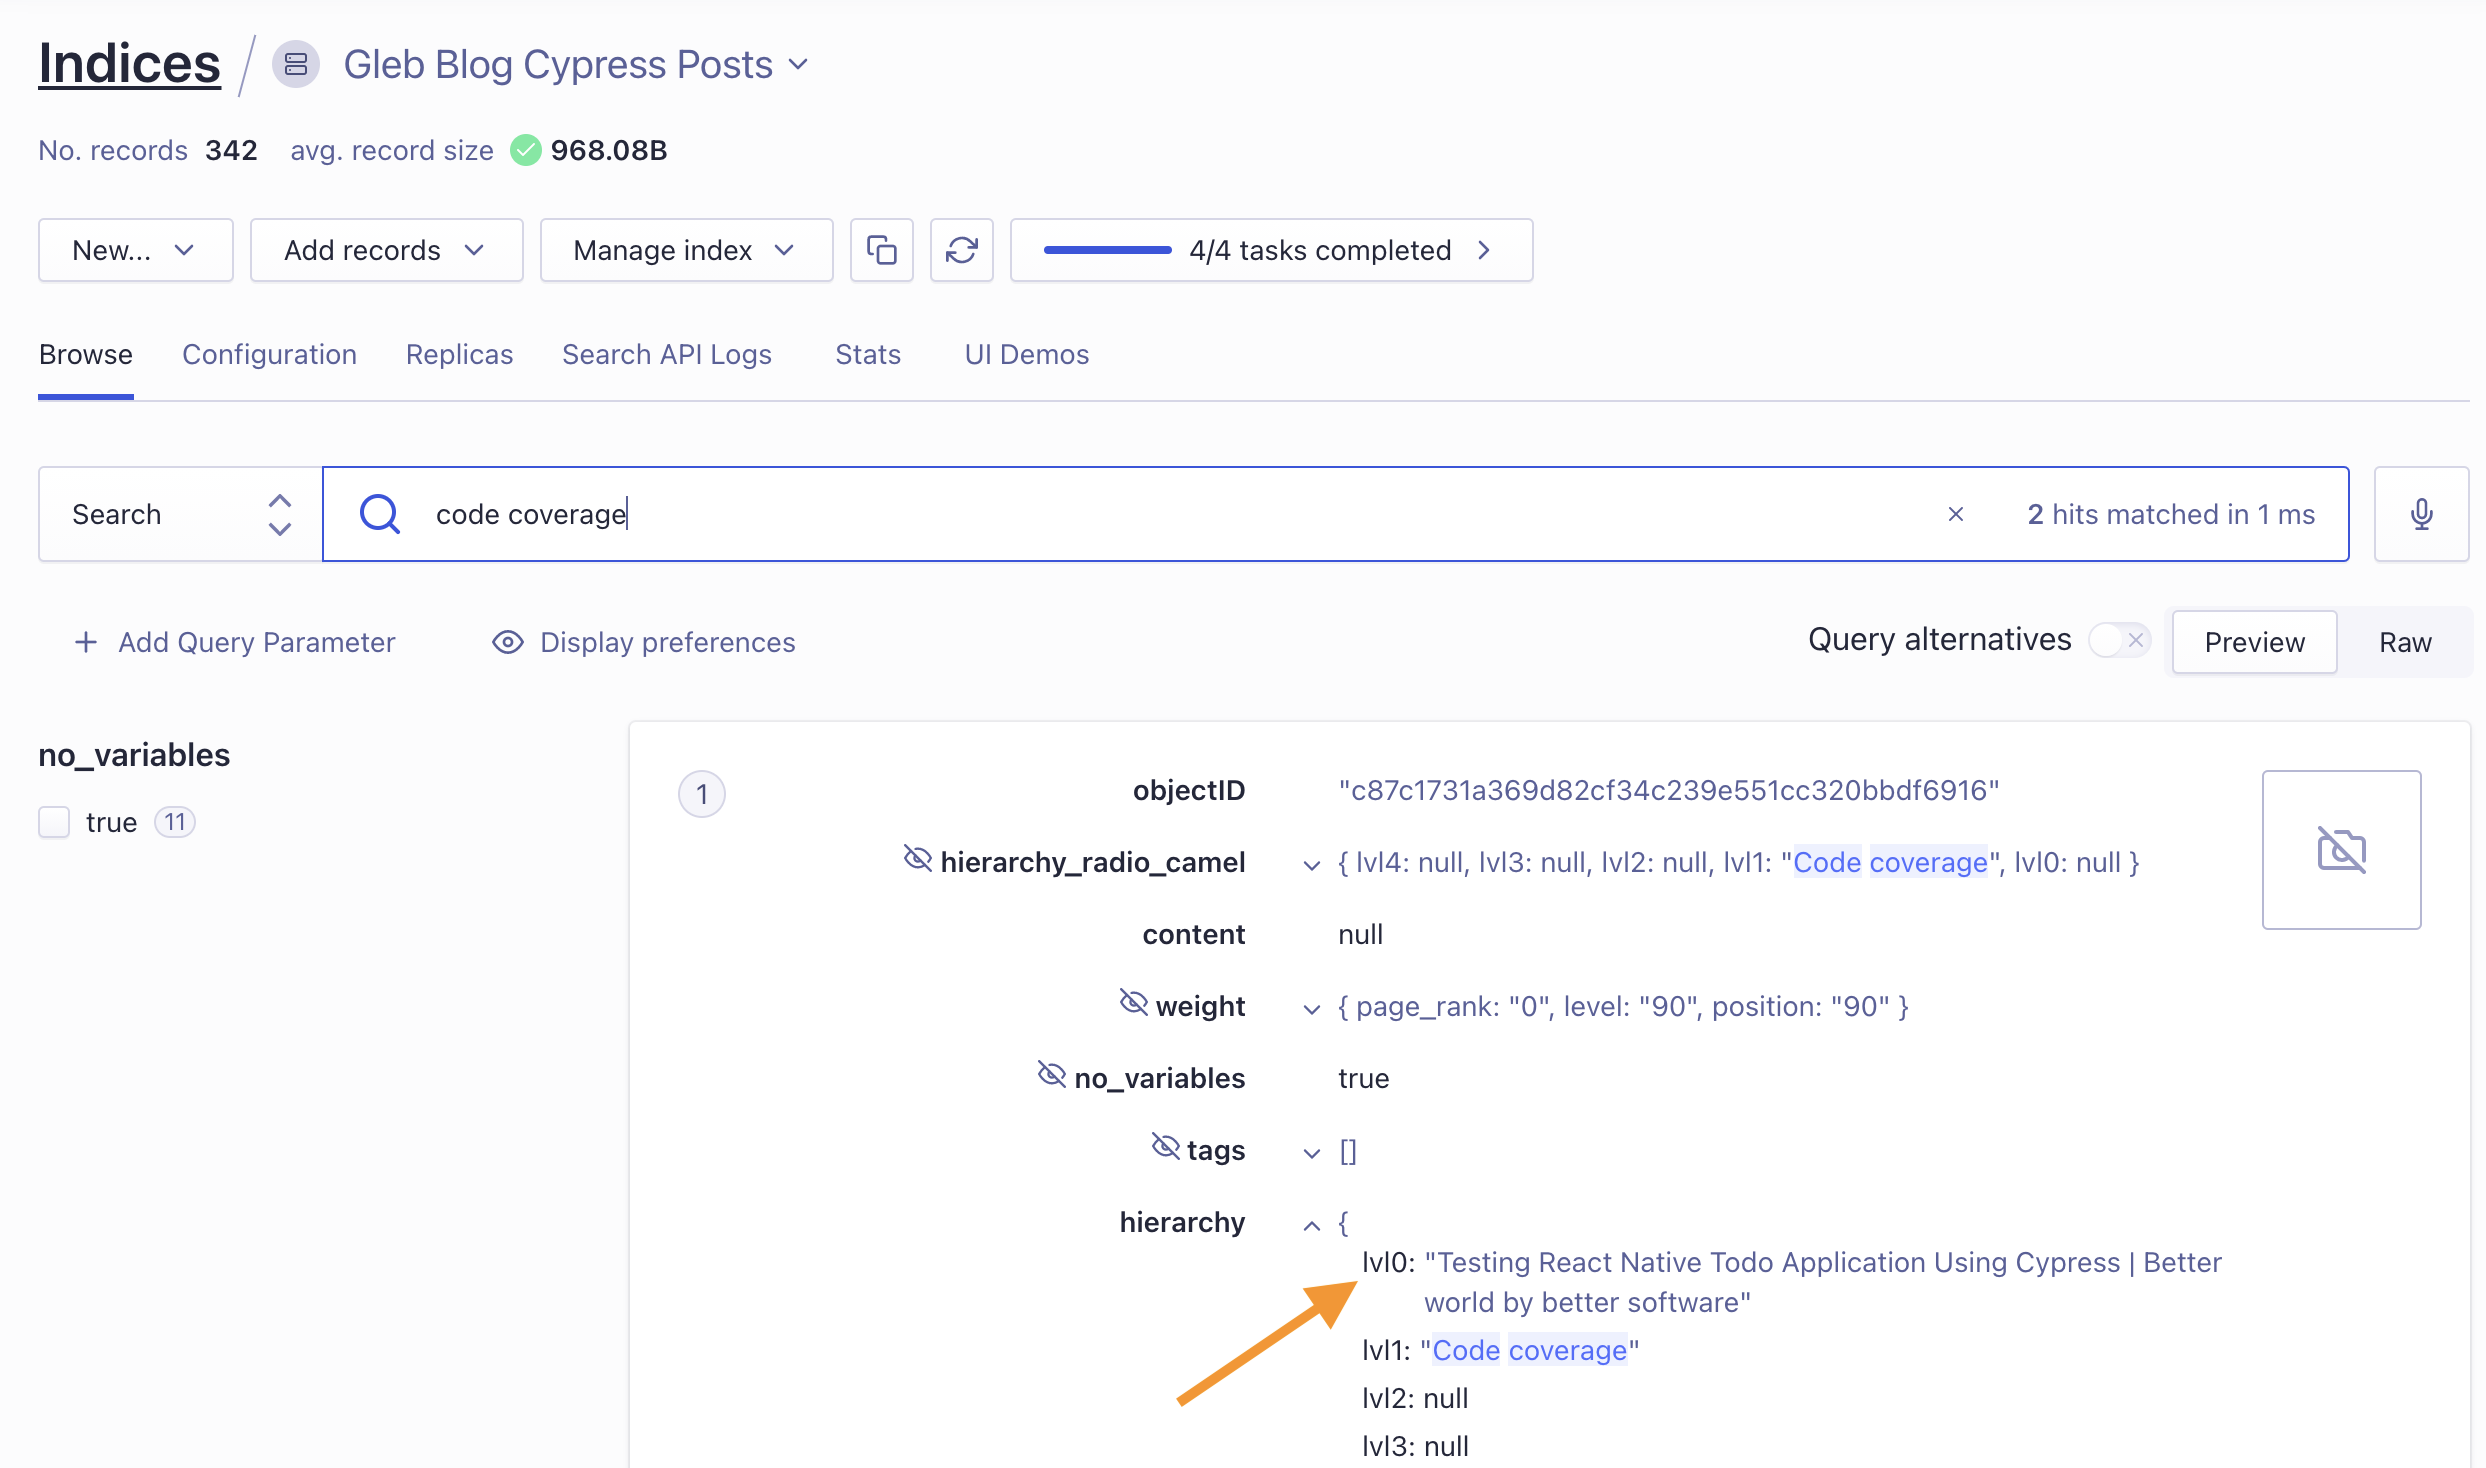 Indices / Gleb Blog Cypress Posts
No. records 342 avg. record size 968.08B
New... Add records Manage index 4/4 tasks completed
Browse Configuration Replicas Search API Logs Stats UI Demos
Search code coverage × 2 hits matched in 1 ms
+ Add Query Parameter Display preferences Query alternatives Preview Raw
no_variables
true 11
1
objectID "c87c1731a369d82cf34c239e551cc320bbdf6916"
hierarchy_radio_camel { lvl4: null, lvl3: null, lvl2: null, lvl1: "Code coverage", lvl0: null }
content null
weight { page_rank: "0", level: "90", position: "90" }
no_variables true
tags []
hierarchy {
lvl0: "Testing React Native Todo Application Using Cypress | Better
world by better software"
lvl1: "Code coverage"
lvl2: null
lvl3: null